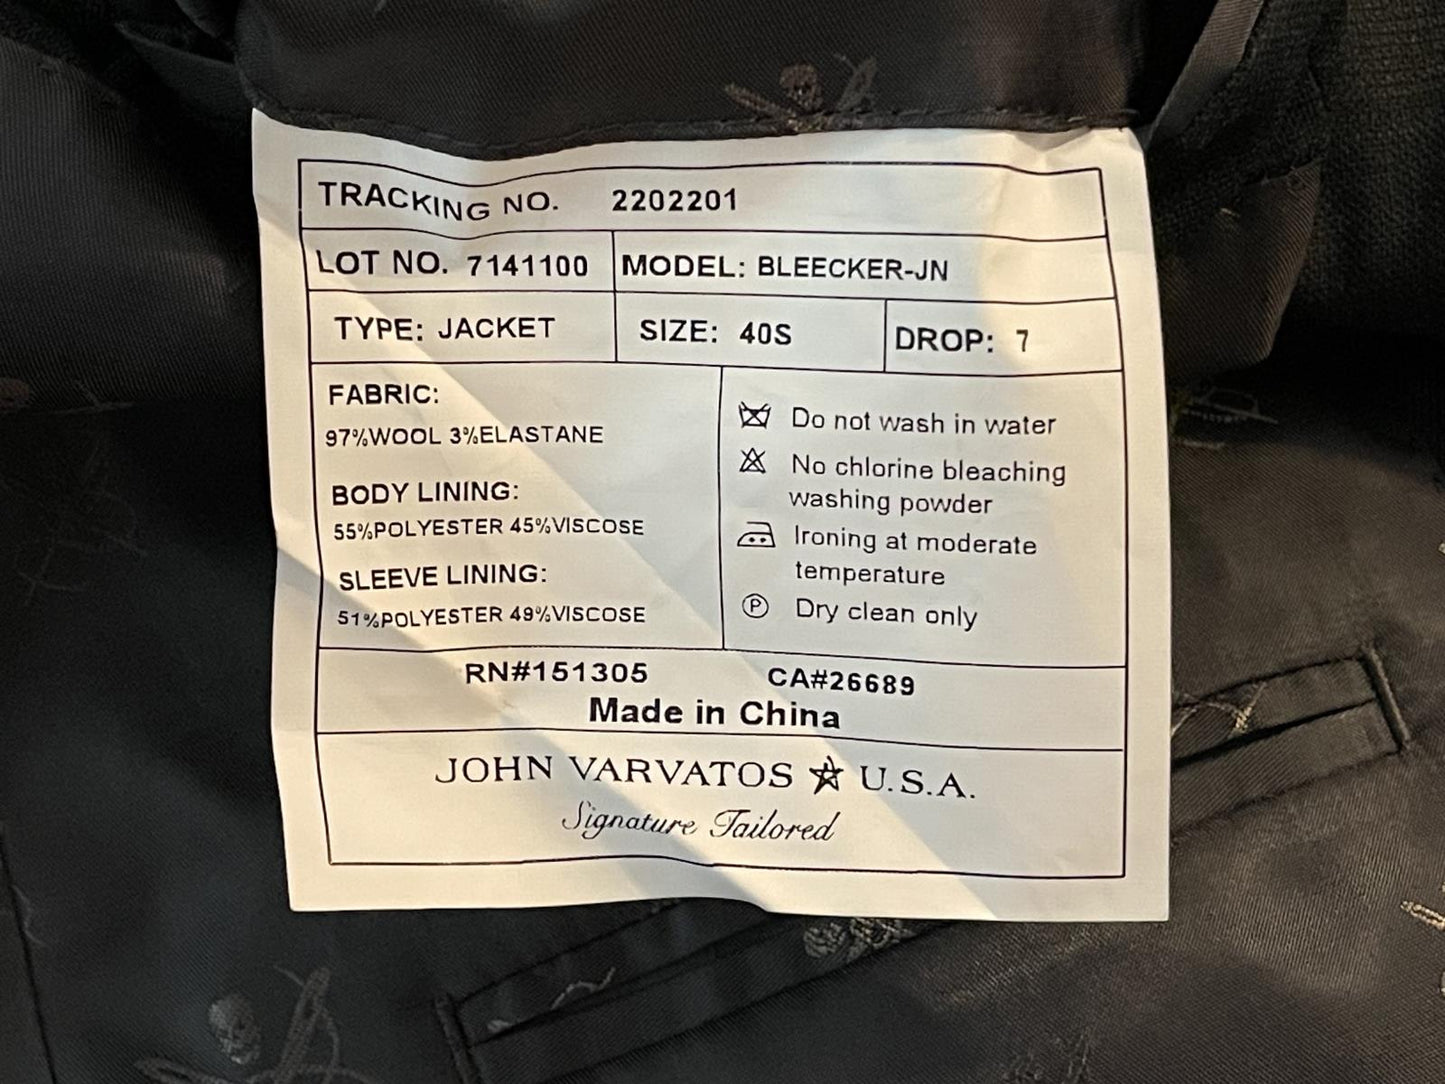 TRACKING NO. 2202201
LOT NO. 7141100 MODEL: BLEECKER-JN
TYPE: JACKET SIZE: 40S DROP: 7
FABRIC:
97%WOOL 3%ELASTANE
BODY LINING:
55%POLYESTER 45%VISCOSE
SLEEVE LINING:
51%POLYESTER 49%VISCOSE
Do not wash in water
No chlorine bleaching
washing powder
Ironing at moderate
temperature
P Dry clean only
RN#151305 CA#26689
Made in China
JOHN VARVATOS ★ U.S.A.
Signature Tailored